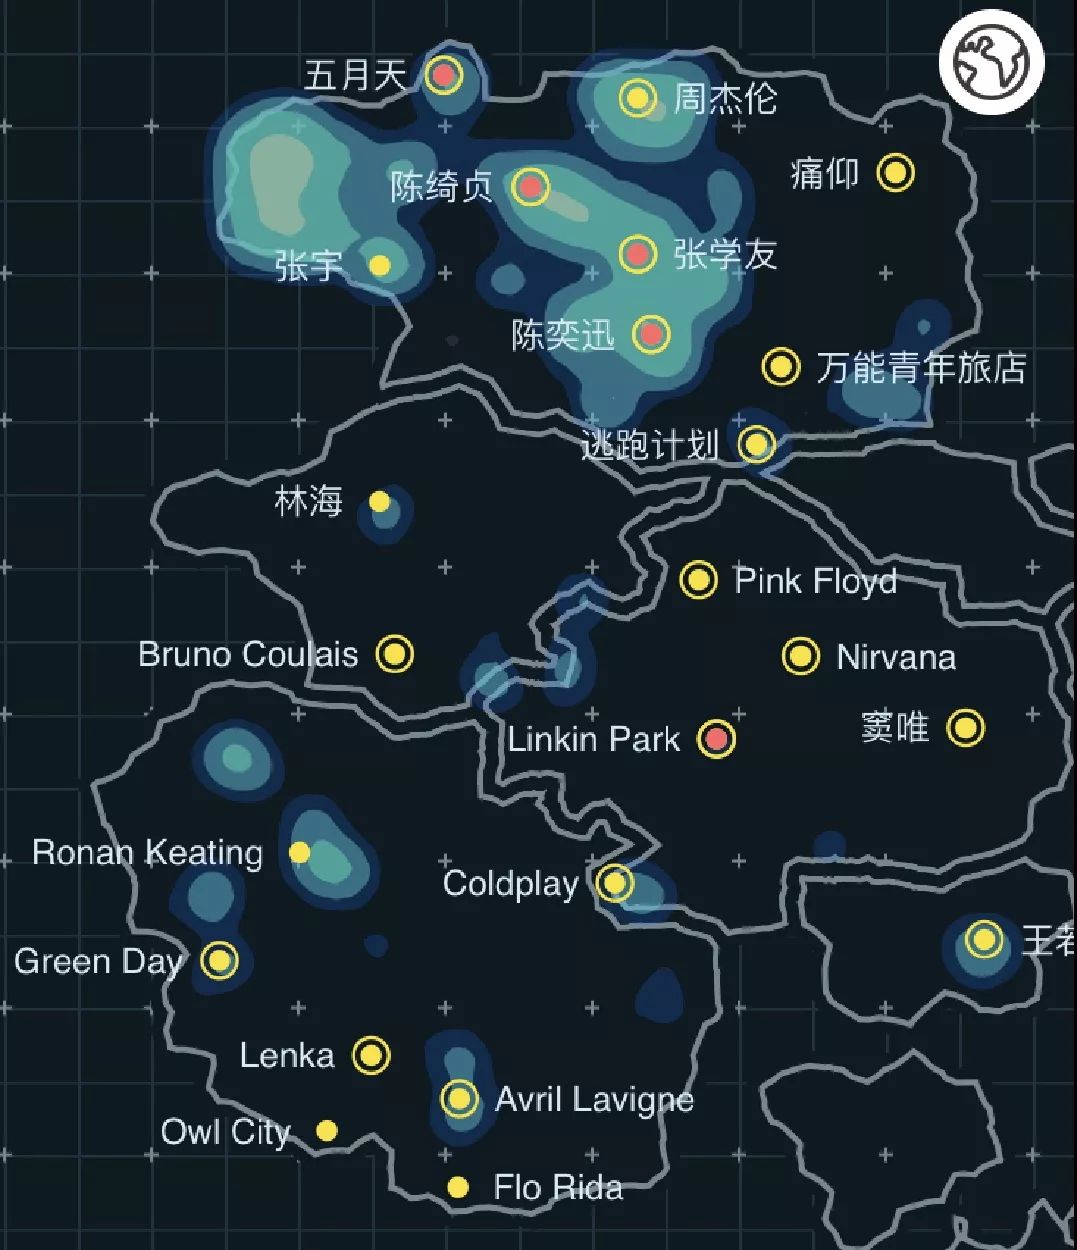 五月天
周杰伦
痛仰
陈绮贞
张学友
张宇
陈奕迅
万能青年旅店
逃跑计划
林海
Pink Floyd
Bruno Coulais
Nirvana
窦唯
Linkin Park
Ronan Keating
Coldplay
王若
Green Day
Lenka
Avril Lavigne
Owl City
Flo Rida